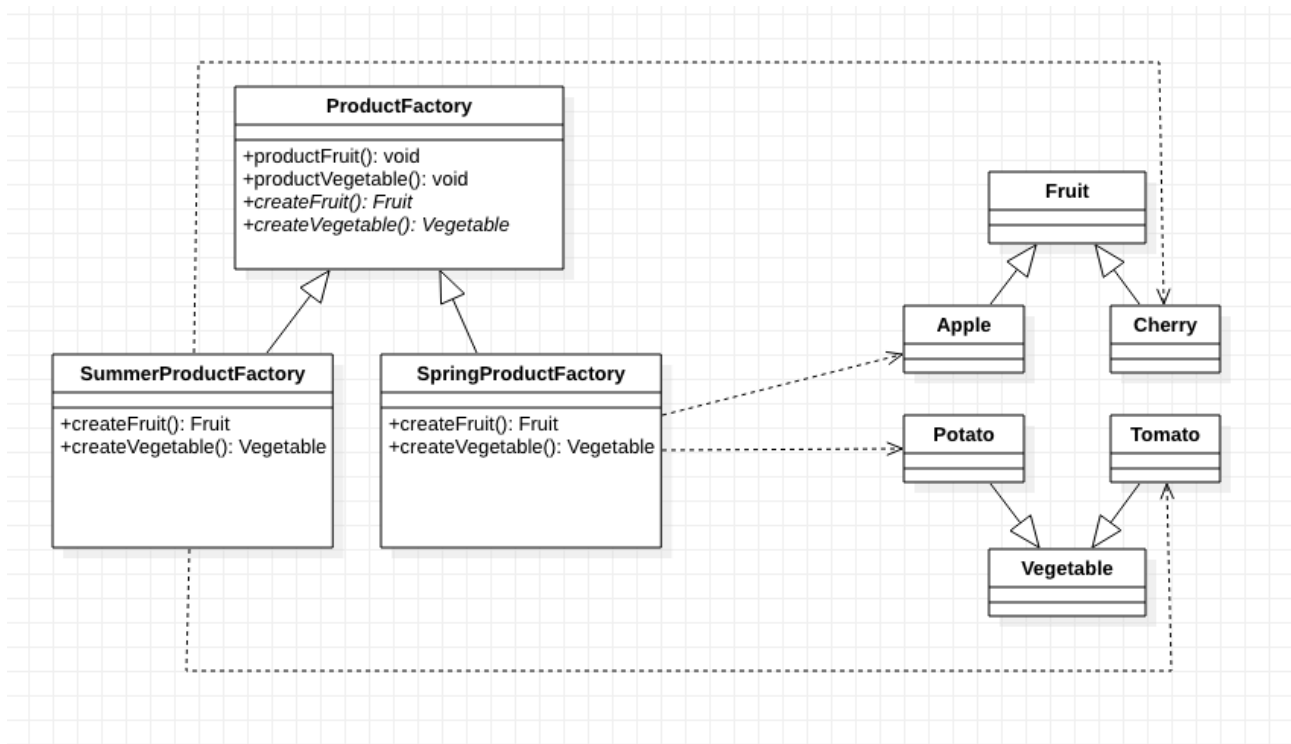 ProductFactory
+productFruit(): void
+productVegetable(): void
+createFruit(): Fruit
+createVegetable(): Vegetable
SummerProductFactory
+createFruit(): Fruit
+createVegetable(): Vegetable
SpringProductFactory
+createFruit(): Fruit
+createVegetable(): Vegetable
Fruit
Apple
Cherry
Potato
Tomato
Vegetable